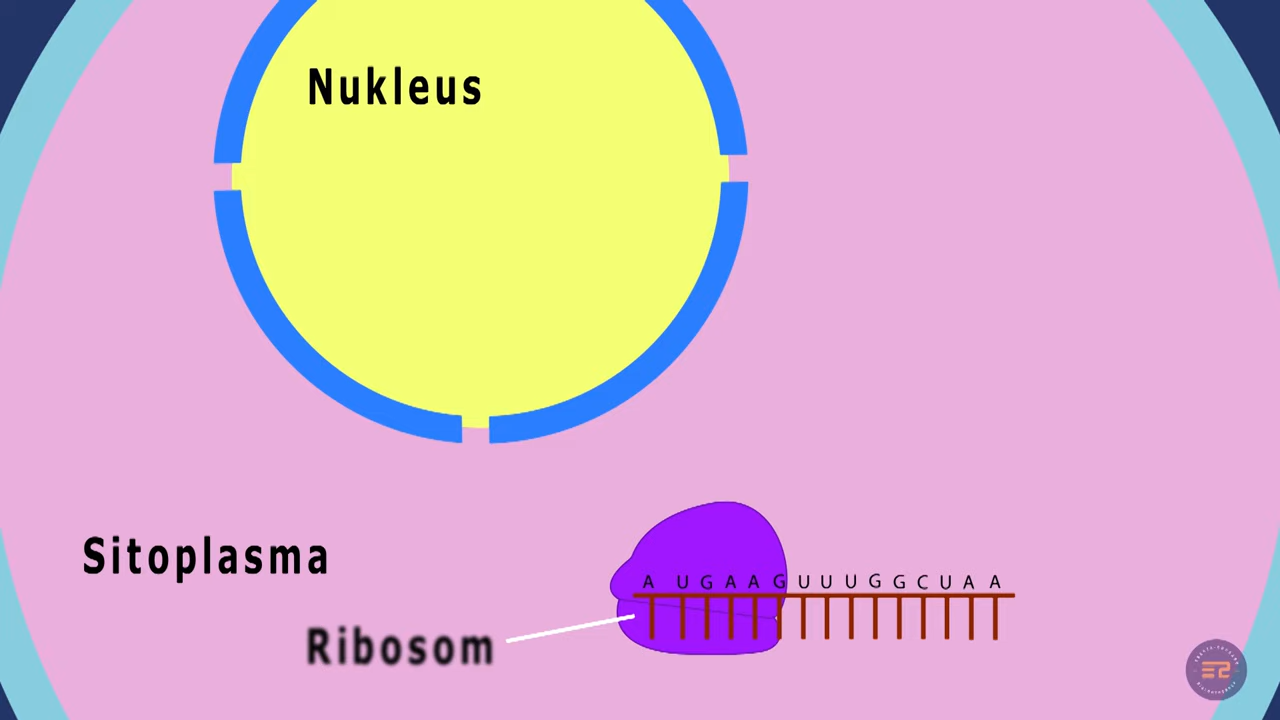 Nukleus
Sitoplasma
A U G A A G U U U G G C U A A
Ribosom